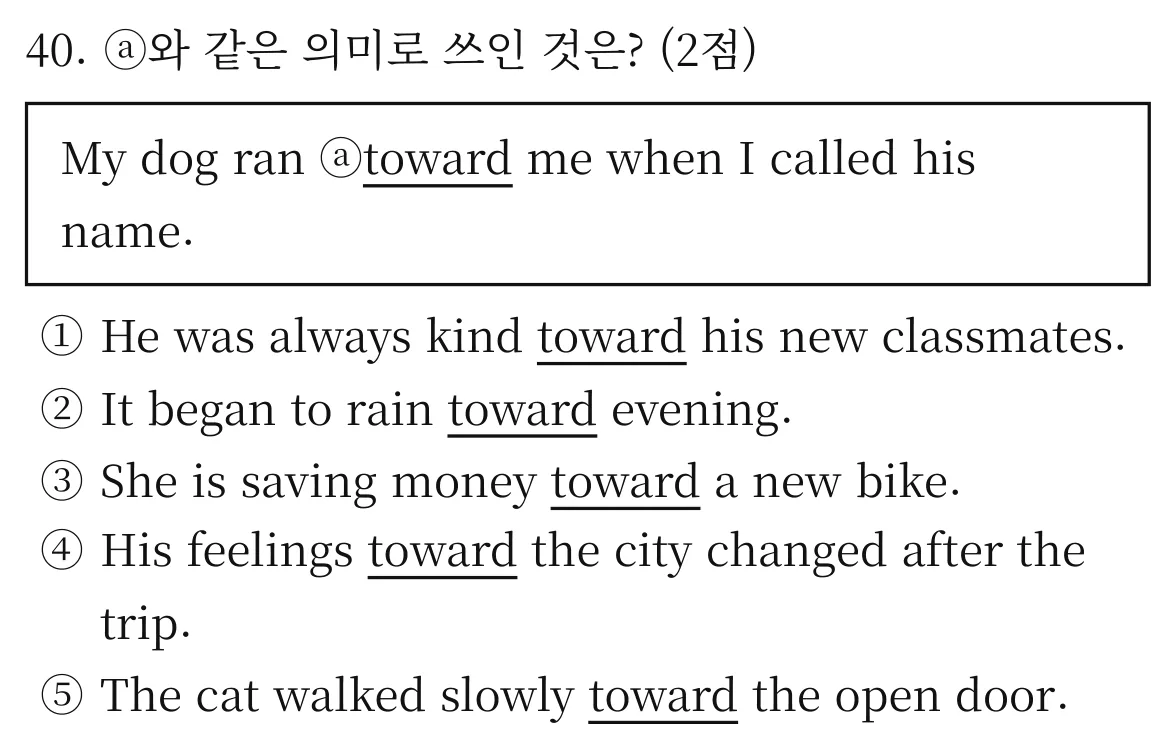 40. ⓐ와 같은 의미로 쓰인 것은? (2점)
My dog ran ⓐtoward me when I called his
name.
① He was always kind toward his new classmates.
② It began to rain toward evening.
③ She is saving money toward a new bike.
④ His feelings toward the city changed after the
trip.
⑤ The cat walked slowly toward the open door.